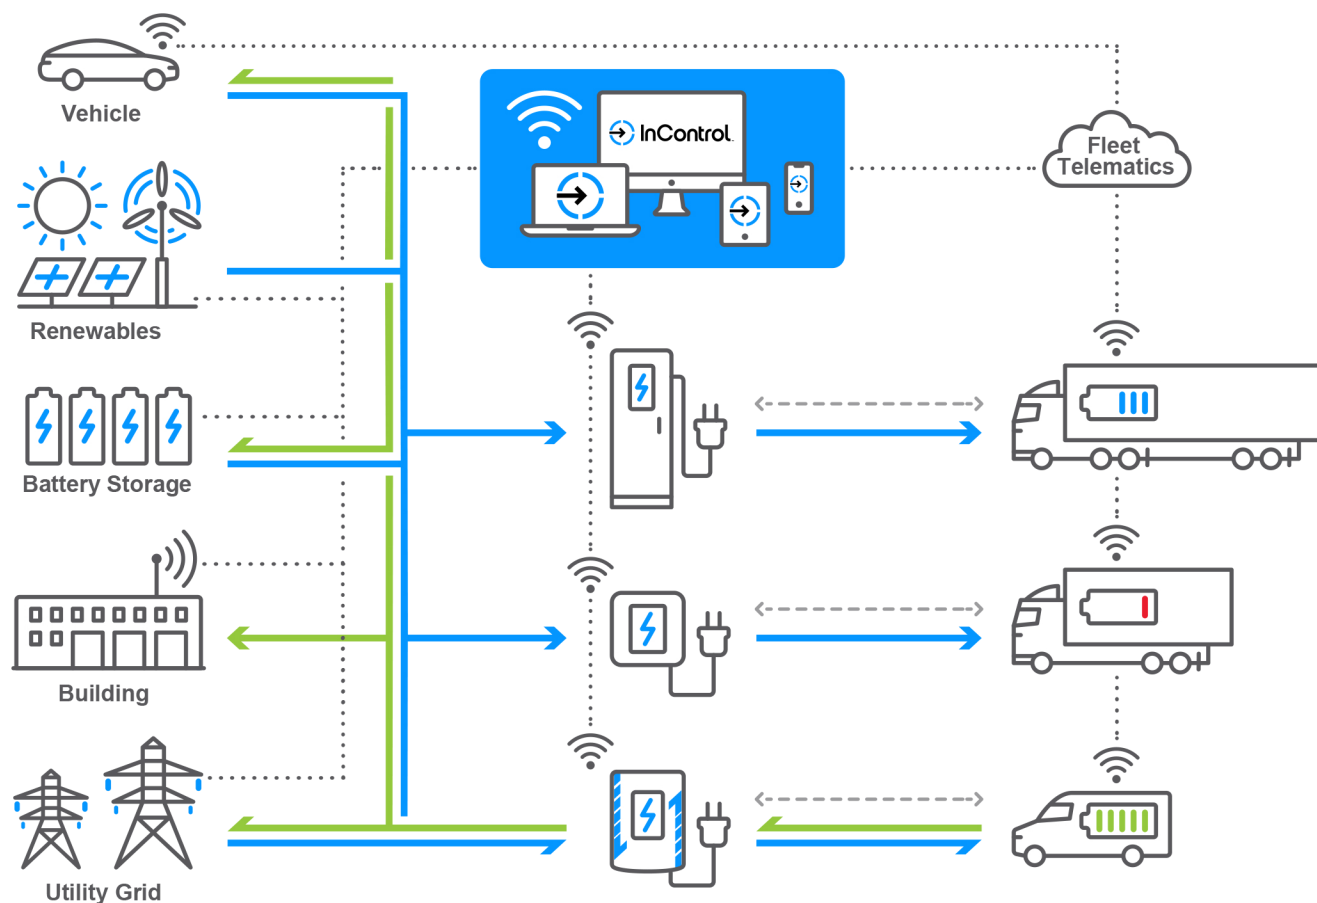 Vehicle
InControl
Fleet
Telematics
Renewables
Battery Storage
Building
Utility Grid